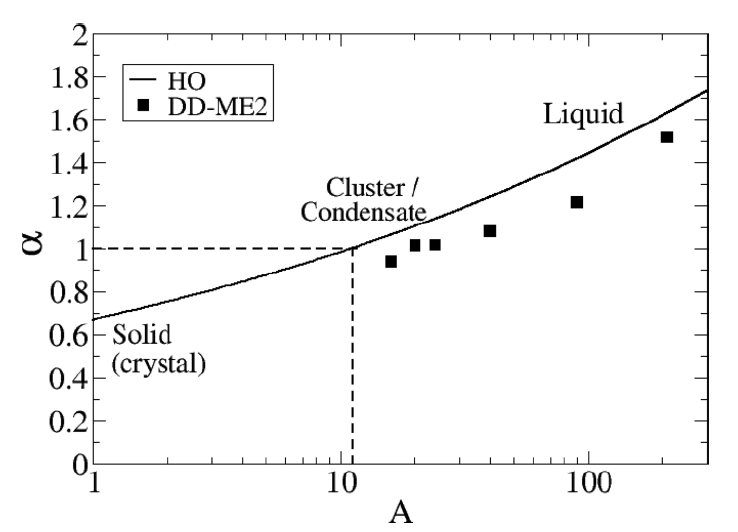 2
1.8
1.6
1.4
1.2
1
0.8
0.6
0.4
0.2
0
α
HO
DD-ME2
Liquid
Cluster /
Condensate
Solid
(crystal)
1
10
100
A